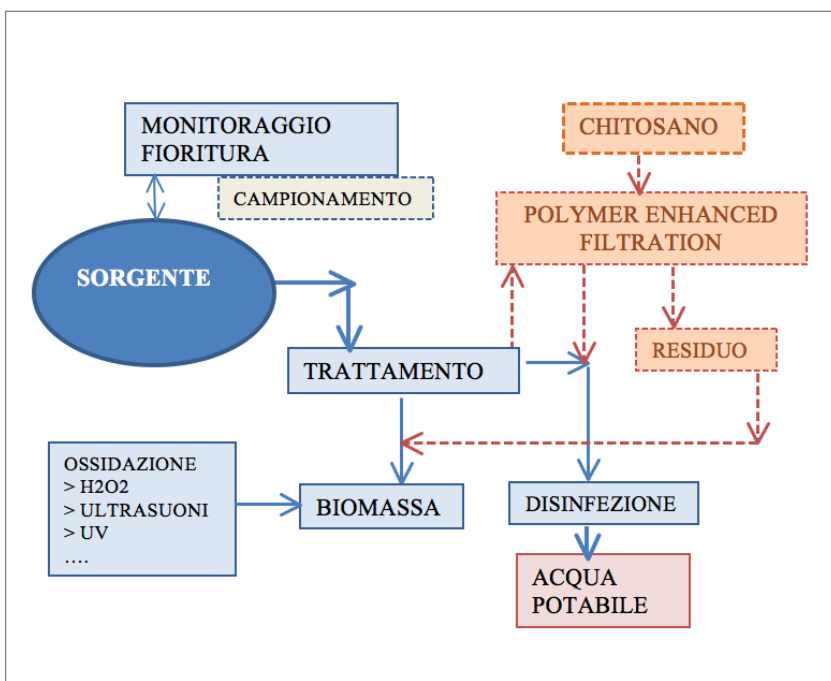 MONITORAGGIO
FIORITURA
CAMPIONAMENTO
CHITOSANO
POLYMER ENHANCED
FILTRATION
SORGENTE
TRATTAMENTO
RESIDUO
OSSIDAZIONE
> H2O2
> ULTRASUONI
> UV
....
BIOMASSA
DISINFEZIONE
ACQUA
POTABILE